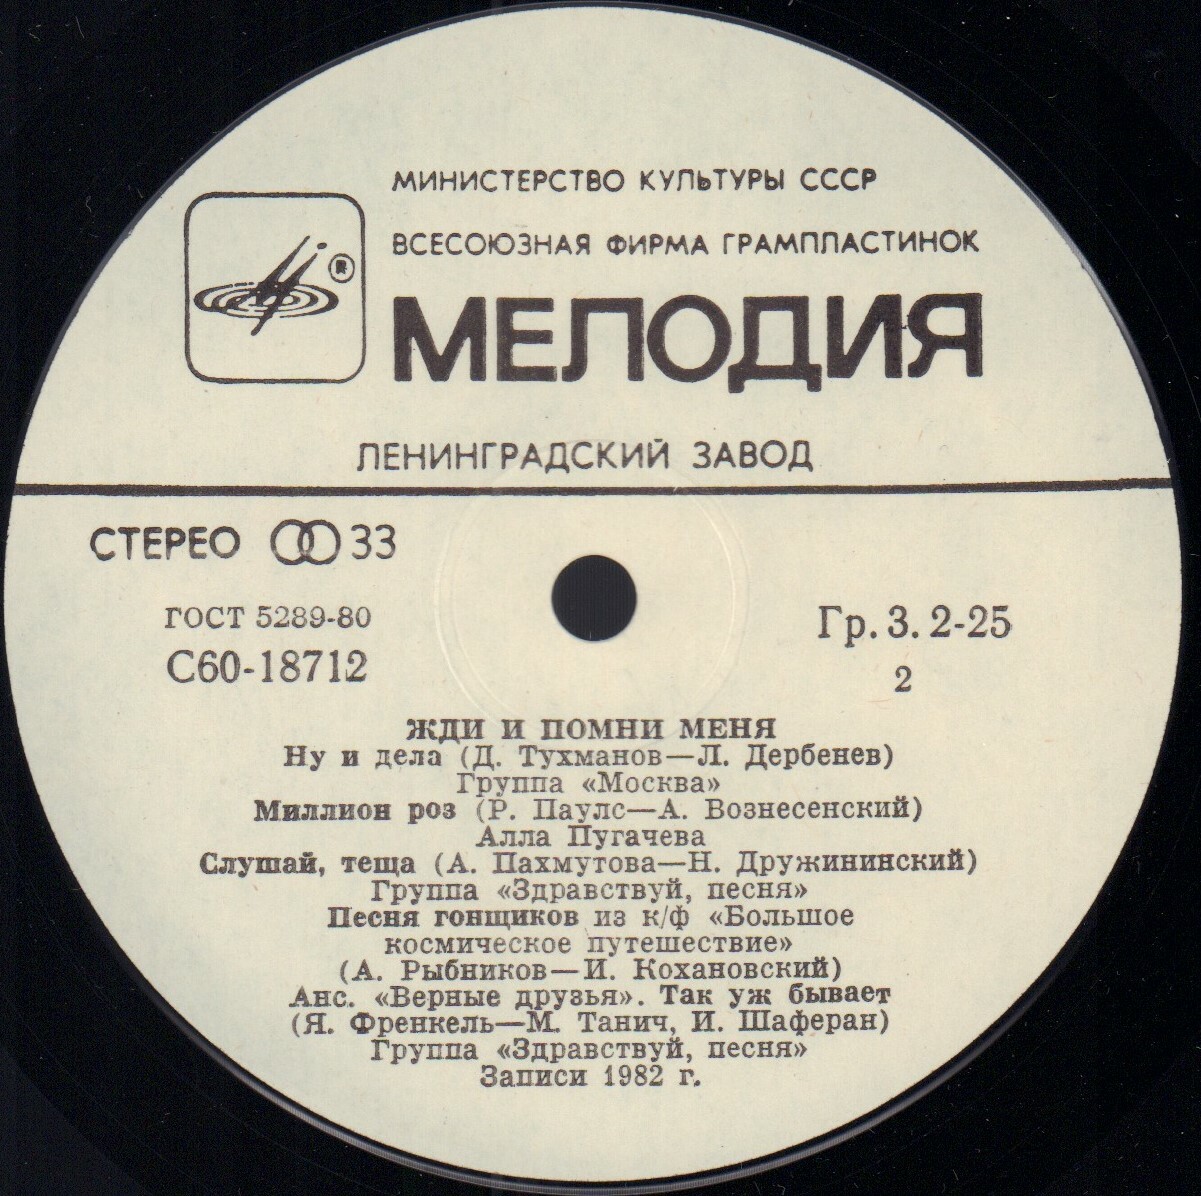 МИНИСТЕРСТВО КУЛЬТУРЫ СССР
ВСЕСОЮЗНАЯ ФИРМА ГРАМПЛАСТИНОК
®
МЕЛОДИЯ
ЛЕНИНГРАДСКИЙ ЗАВОД
СТЕРЕО 33
ГОСТ 5289-80
С60-18712
Гр. 3. 2-25
2
ЖДИ И ПОМНИ МЕНЯ
Ну и дела (Д. Тухманов—Л. Дербенев)
Группа «Москва»
Миллион роз (Р. Паулс—А. Вознесенский)
Алла Пугачева
Слушай, теща (А. Пахмутова—Н. Дружининский)
Группа «Здравствуй, песня»
Песня гонщиков из к/ф «Большое
космическое путешествие»
(А. Рыбников—И. Кохановский)
Анс. «Верные друзья». Так уж бывает
(Я. Френкель—М. Танич, И. Шаферан)
Группа «Здравствуй, песня»
Записи 1982 г.